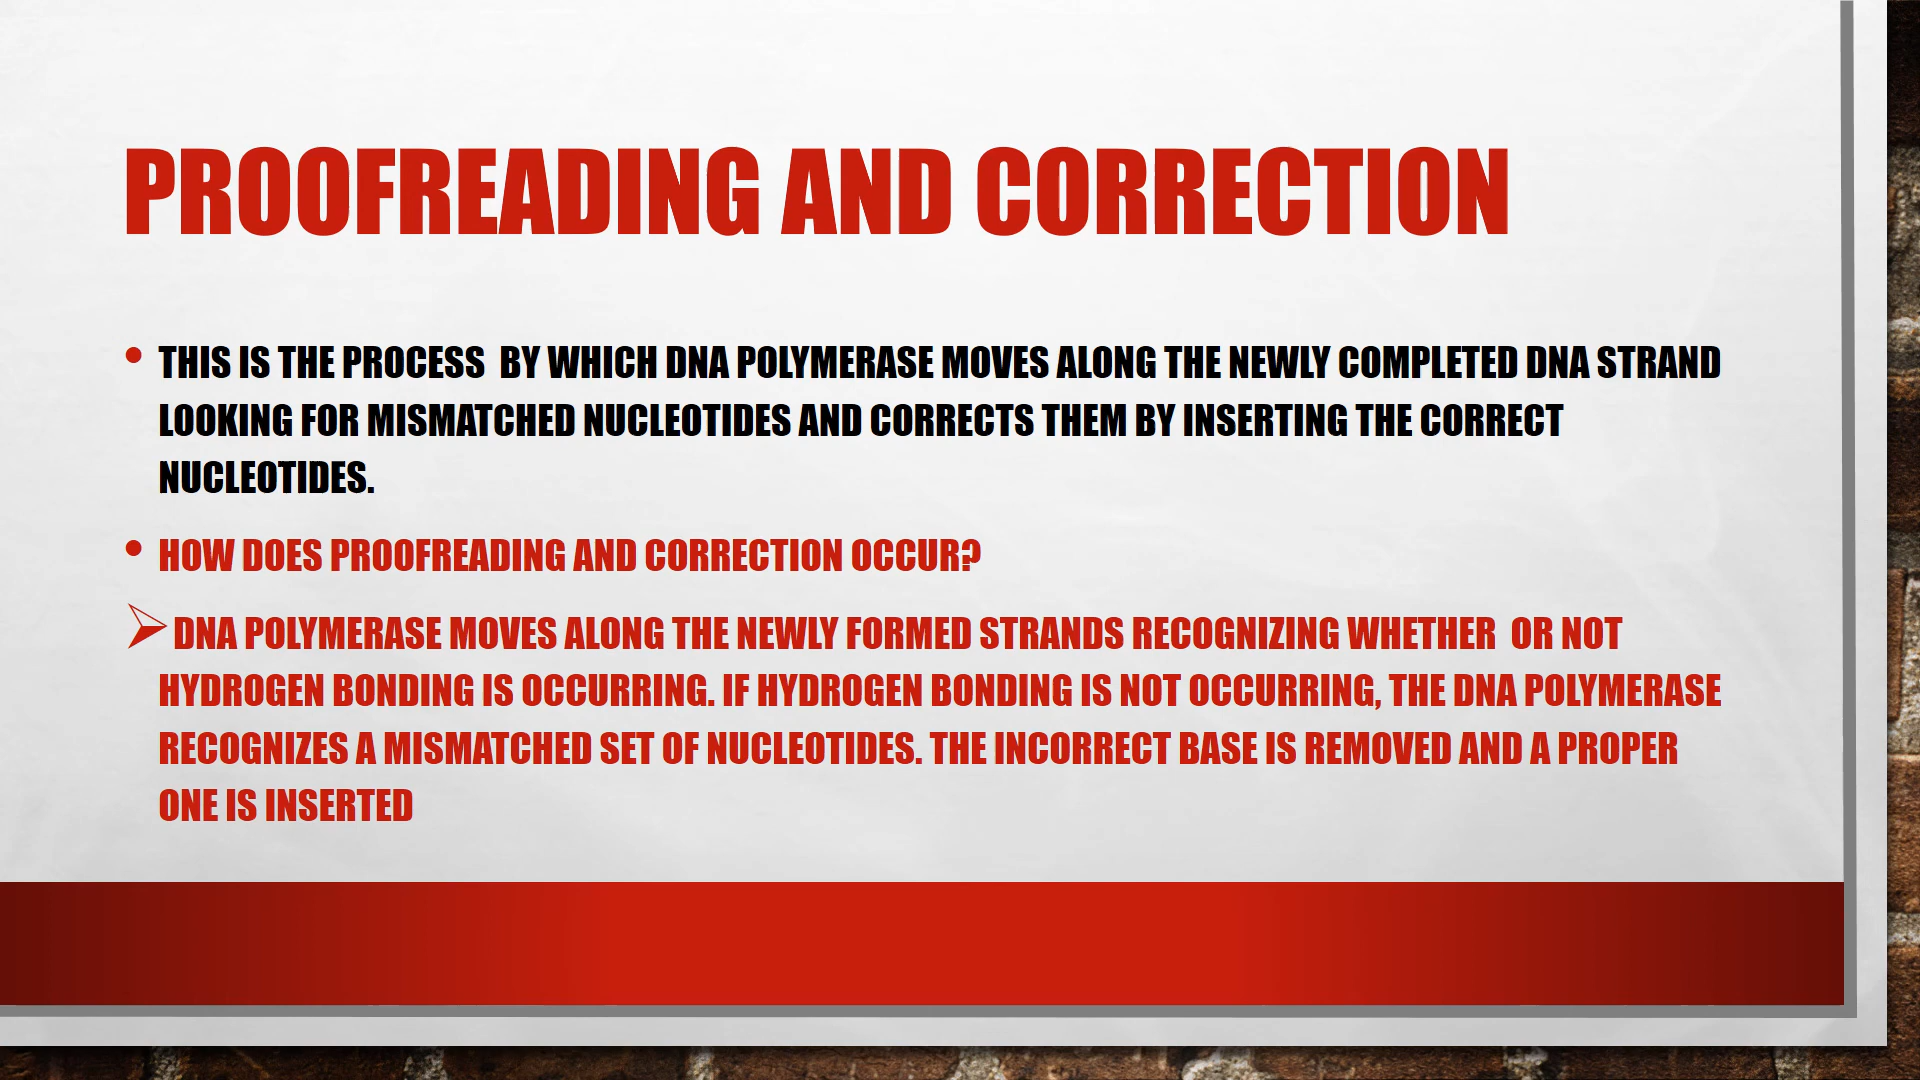 PROOFREADING AND CORRECTION
• THIS IS THE PROCESS  BY WHICH DNA POLYMERASE MOVES ALONG THE NEWLY COMPLETED DNA STRAND
LOOKING FOR MISMATCHED NUCLEOTIDES AND CORRECTS THEM BY INSERTING THE CORRECT
NUCLEOTIDES.
• HOW DOES PROOFREADING AND CORRECTION OCCUR?
➢ DNA POLYMERASE MOVES ALONG THE NEWLY FORMED STRANDS RECOGNIZING WHETHER  OR NOT
HYDROGEN BONDING IS OCCURRING. IF HYDROGEN BONDING IS NOT OCCURRING, THE DNA POLYMERASE
RECOGNIZES A MISMATCHED SET OF NUCLEOTIDES. THE INCORRECT BASE IS REMOVED AND A PROPER
ONE IS INSERTED